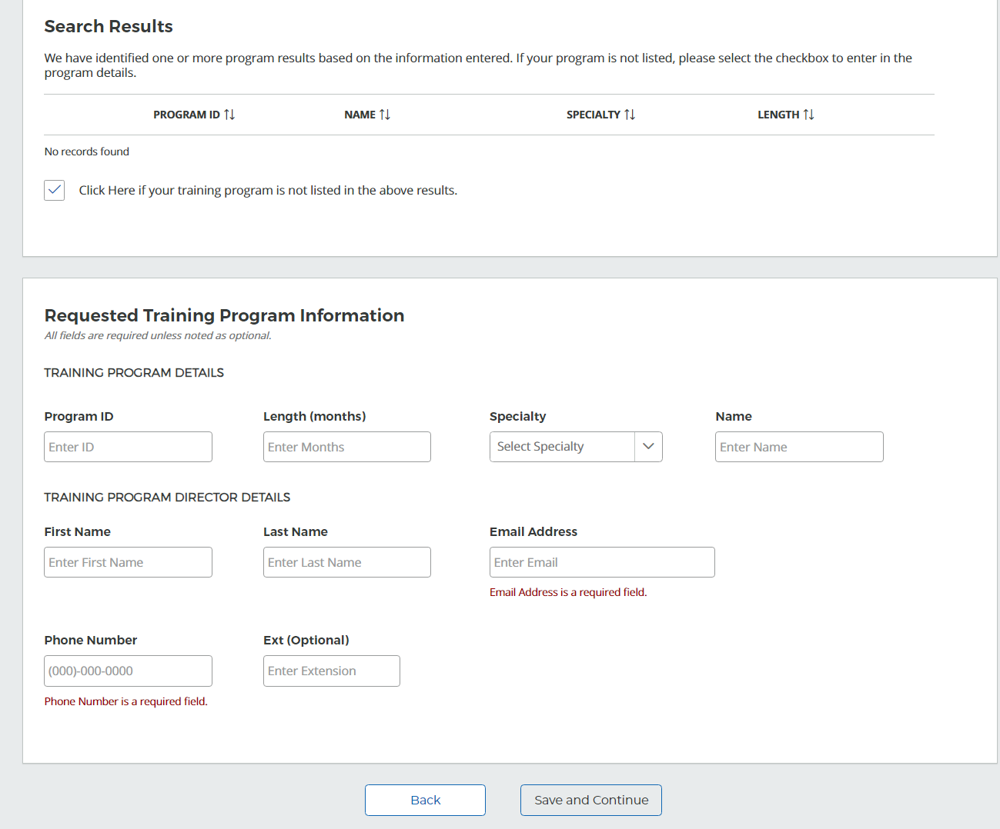 Search Results
We have identified one or more program results based on the information entered. If your program is not listed, please select the checkbox to enter in the
program details.
PROGRAM ID NAME SPECIALTY LENGTH
No records found
Click Here if your training program is not listed in the above results.
Requested Training Program Information
All fields are required unless noted as optional.
TRAINING PROGRAM DETAILS
Program ID Length (months) Specialty Name
Enter ID Enter Months Select Specialty Enter Name
TRAINING PROGRAM DIRECTOR DETAILS
First Name Last Name Email Address
Enter First Name Enter Last Name Enter Email
Email Address is a required field.
Phone Number Ext (Optional)
(000)-000-0000 Enter Extension
Phone Number is a required field.
Back Save and Continue